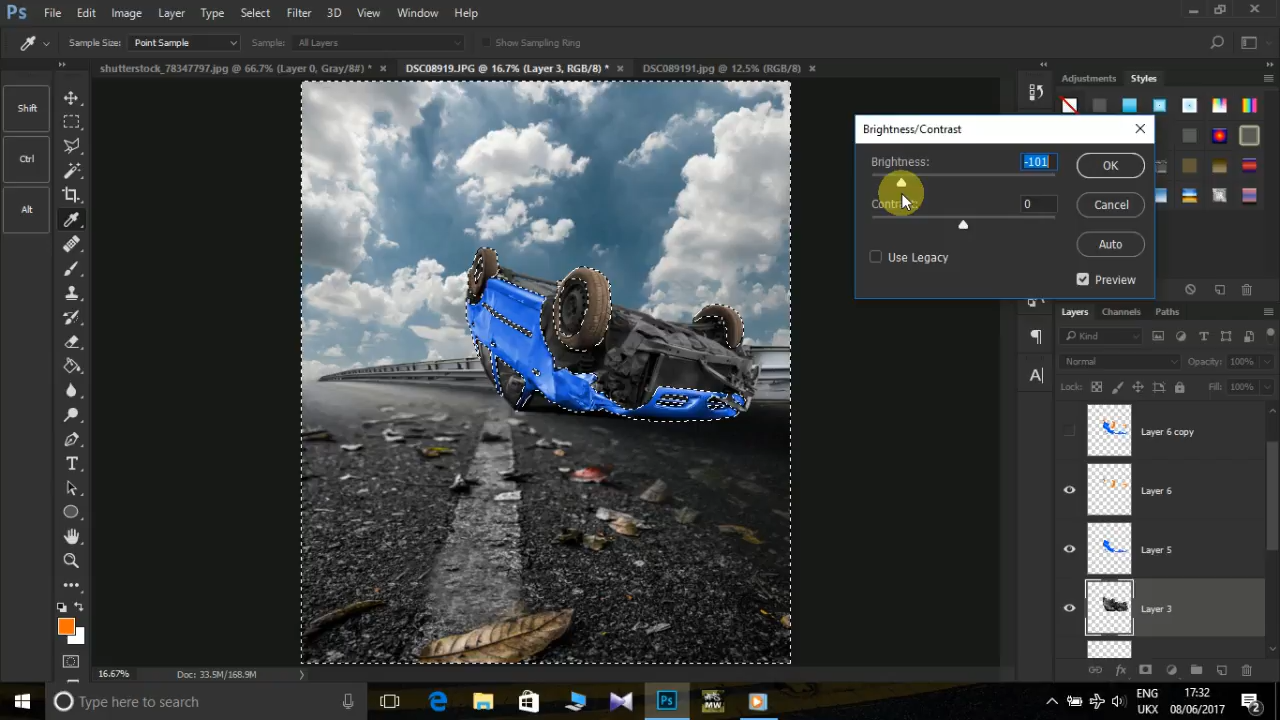 Ps File Edit Image Layer Type Select Filter 3D View Window Help
Sample Size: Point Sample Sample: All Layers Show Sampling Ring
shutterstock_78347797.jpg @ 66.7% (Layer 0, Gray/8#) * × DSC08919.JPG @ 16.7% (Layer 3, RGB/8) * × DSC089191.jpg @ 12.5% (RGB/8) ×
Shift
Ctrl
Alt
Adjustments Styles
Brightness/Contrast
Brightness: -101
OK
Contrast: 0
Cancel
Auto
Use Legacy
Preview
Layers Channels Paths
Kind
Normal Opacity: 100%
Lock: Fill: 100%
Layer 6 copy
Layer 6
Layer 5
Layer 3
16.67% Doc: 33.5M/168.9M
Type here to search
Ps
MW
ENG
UKX
17:32
08/06/2017
2